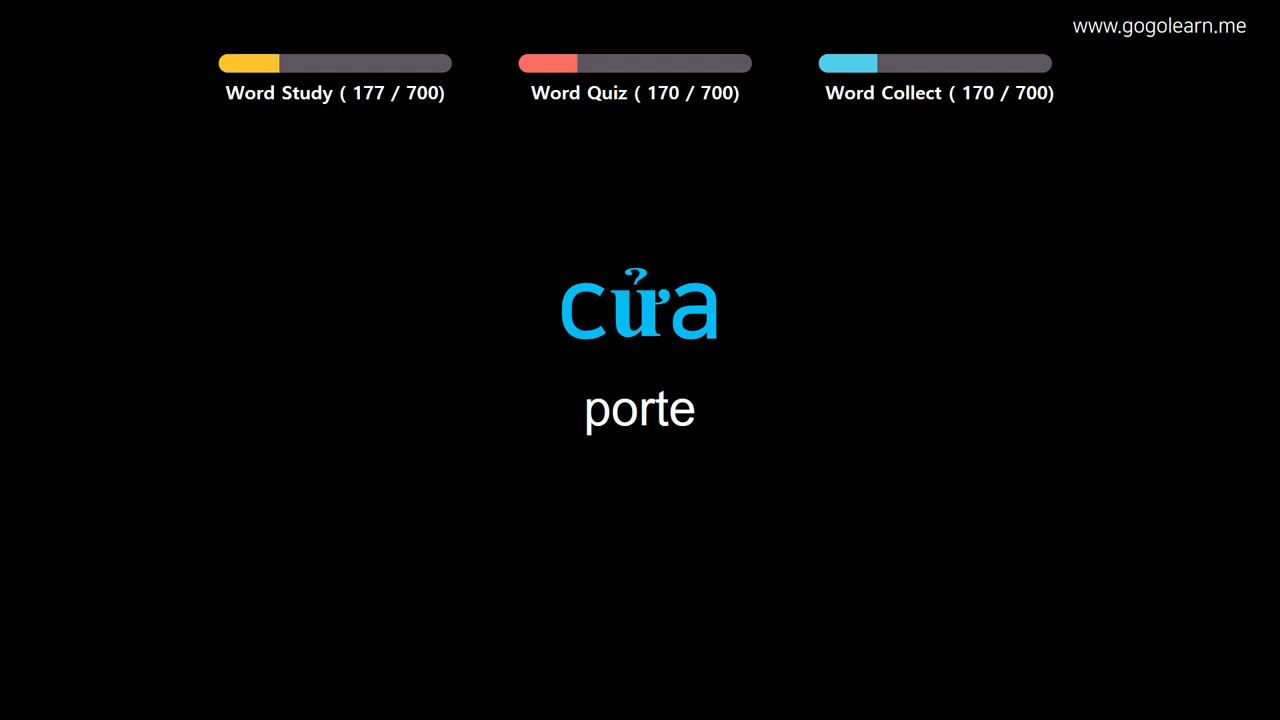 www.gogolearn.me
Word Study ( 177 / 700)
Word Quiz ( 170 / 700)
Word Collect ( 170 / 700)
cửa
porte